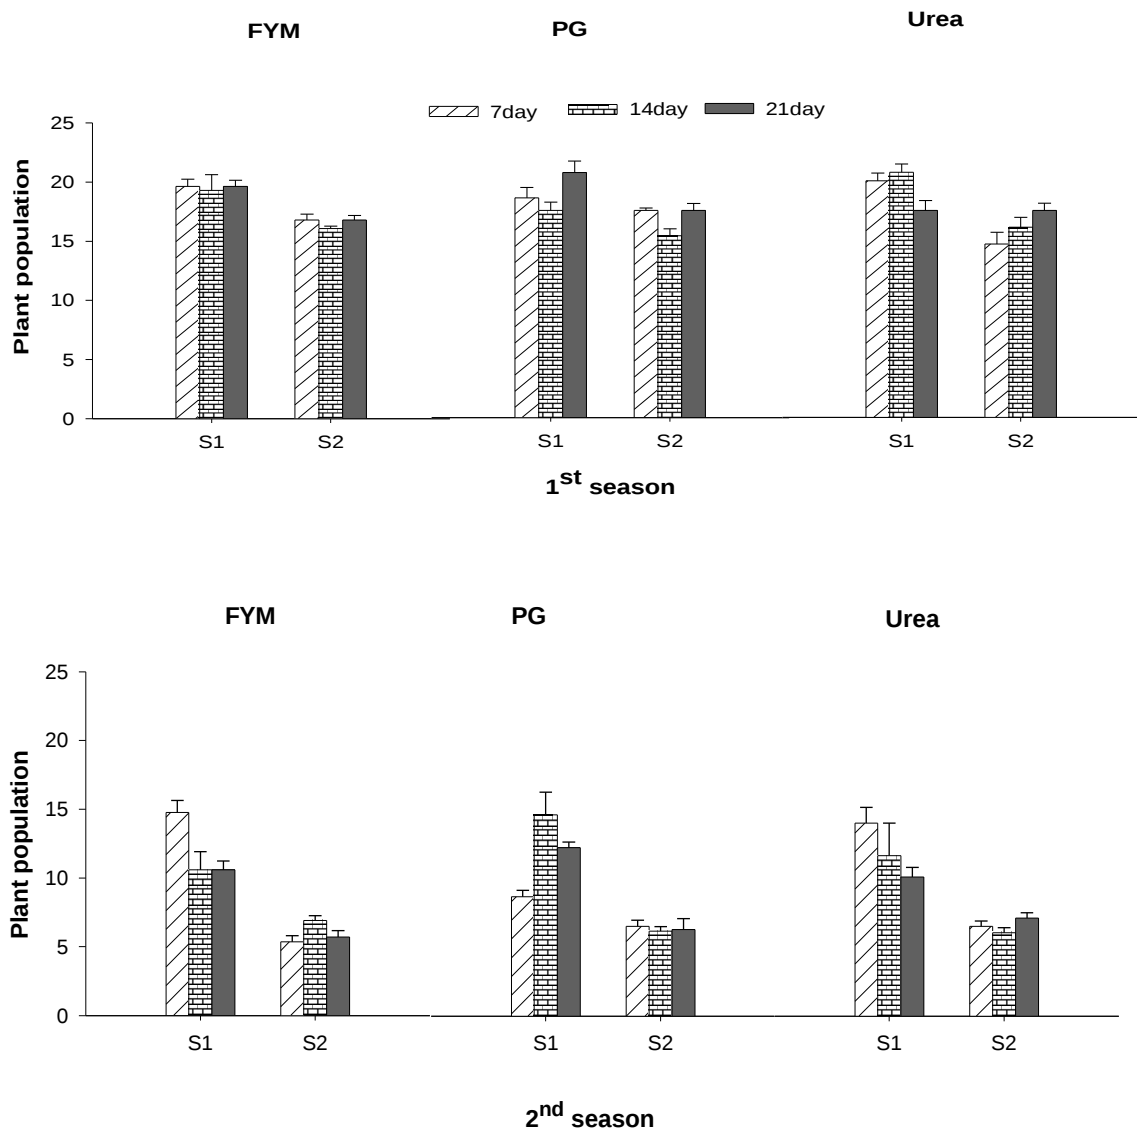 FYM PG Urea
7day 14day 21day
25
20
15
10
5
0
Plant population
S1 S2 S1 S2 S1 S2
1st season
FYM PG Urea
25
20
15
10
5
0
Plant population
S1 S2 S1 S2 S1 S2
2nd season